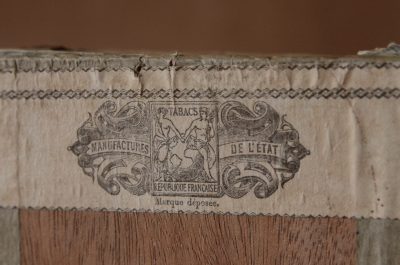 TABACS
MANUFACTURES DE L'ÉTAT
RÉPUBLIQUE FRANÇAISE
Marque déposée.